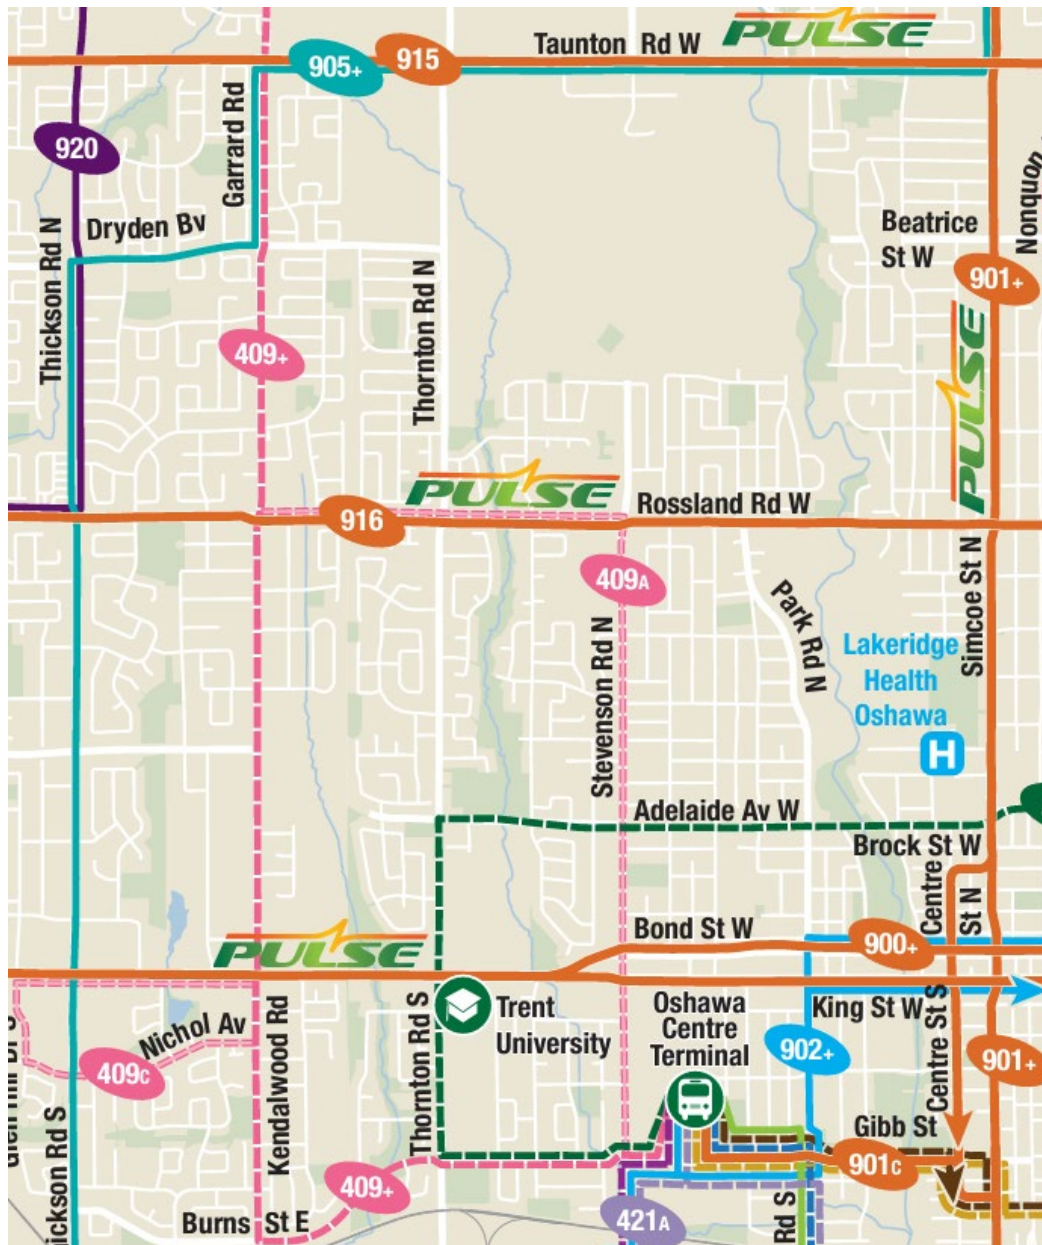 PULSE
Taunton Rd W
905+
915
920
Garrard Rd
Dryden Bv
Thickson Rd N
Beatrice
St W
Nonquon
901+
Thornton Rd N
409+
PULSE
PULSE
Rossland Rd W
916
409A
Simcoe St N
Park Rd N
Lakeridge
Health
Oshawa
H
Stevenson Rd N
Adelaide Av W
Brock St W
Centre
St N
Bond St W
900+
PULSE
Trent
University
Oshawa
Centre
Terminal
King St W
Nichol Av
409C
Kendalwood Rd
Thornton Rd S
902+
Centre St S
901+
Gibb St
901C
409+
421A
Rd S
Burns St E
Rd S